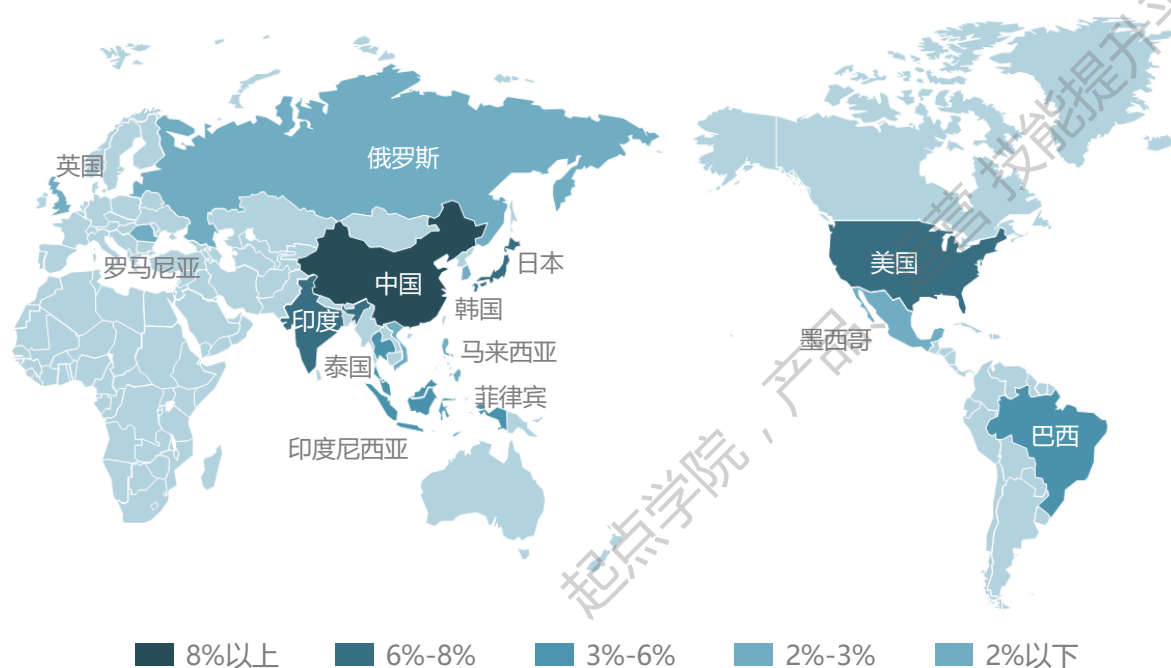 英国
俄罗斯
罗马尼亚
中国
日本
印度
韩国
泰国
马来西亚
菲律宾
印度尼西亚
美国
墨西哥
巴西
起点学院，产品、运营 技能提升
8%以上
6%-8%
3%-6%
2%-3%
2%以下